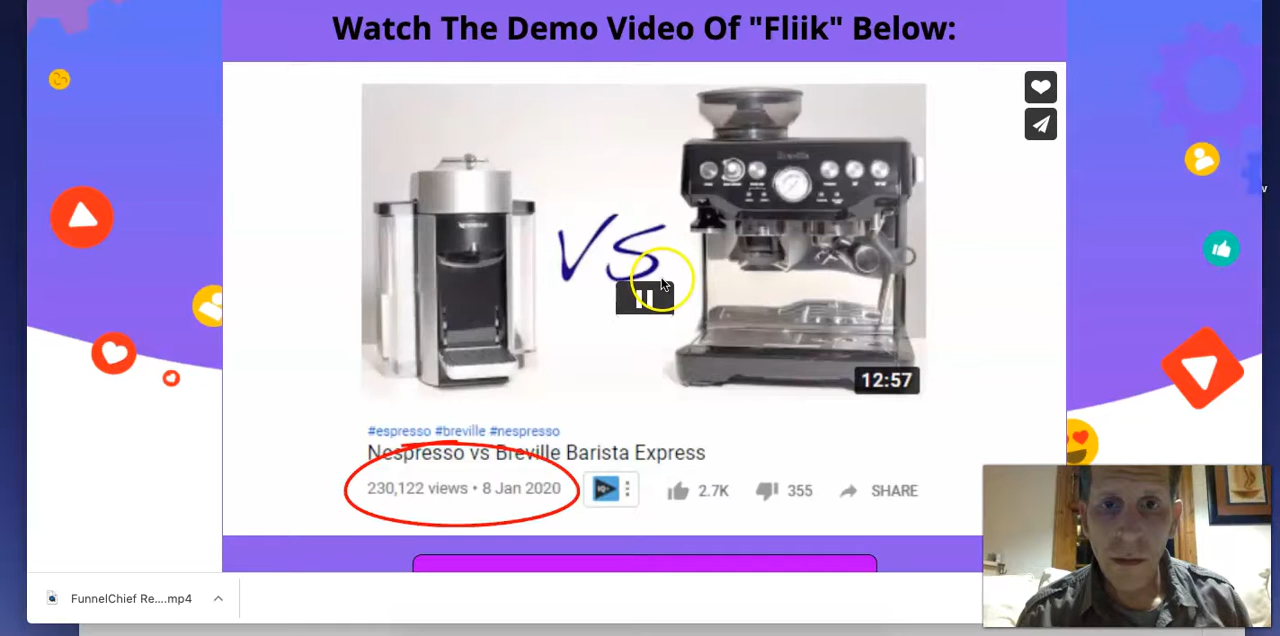 Watch The Demo Video Of "Fliik" Below:
Breville
VS
12:57
#espresso #breville #nespresso
Nespresso vs Breville Barista Express
230,122 views • 8 Jan 2020
2.7K
355
SHARE
FunnelChief Re....mp4